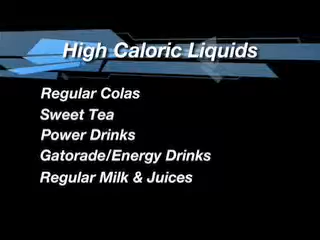 High Caloric Liquids
Regular Colas
Sweet Tea
Power Drinks
Gatorade/Energy Drinks
Regular Milk & Juices